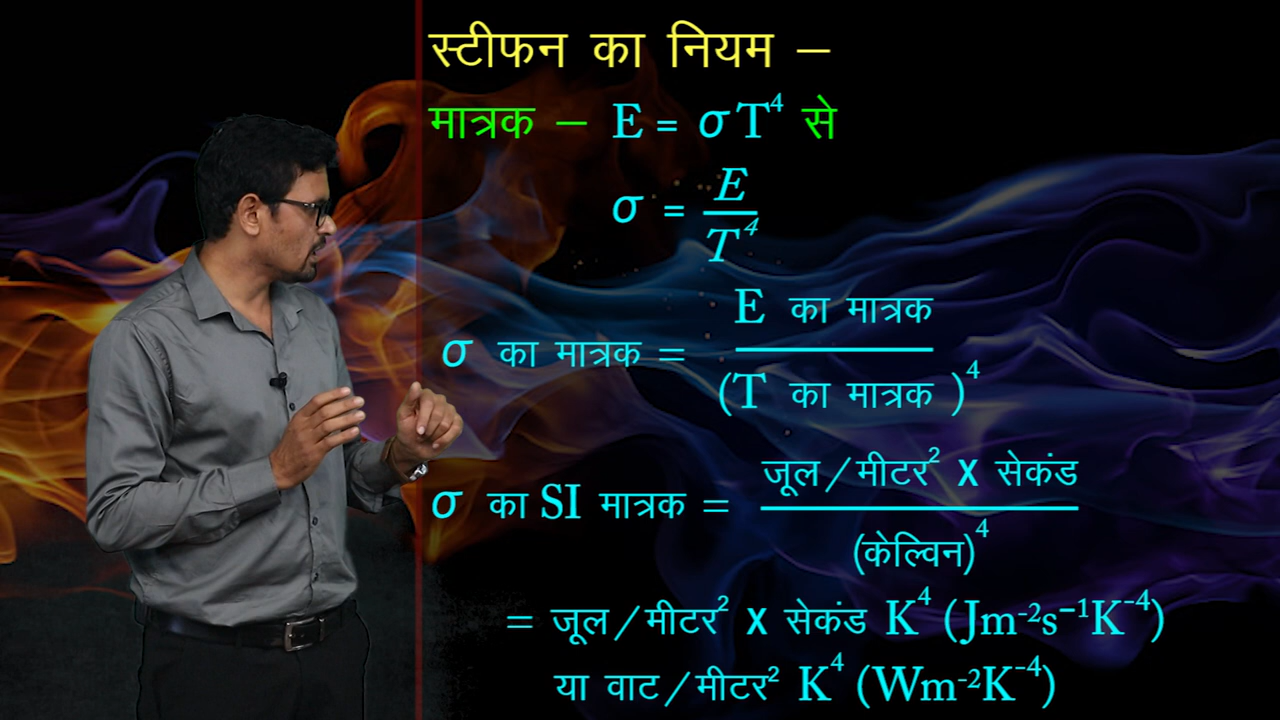 स्टीफन का नियम –
मात्रक – E = σT⁴ से
σ = E/T⁴
σ का मात्रक = E का मात्रक/(T का मात्रक )⁴
σ का SI मात्रक = जूल/मीटर² X सेकंड/(केल्विन)⁴
= जूल/मीटर² X सेकंड K⁴ (Jm⁻²s⁻¹K⁻⁴)
या वाट/मीटर² K⁴ (Wm⁻²K⁻⁴)